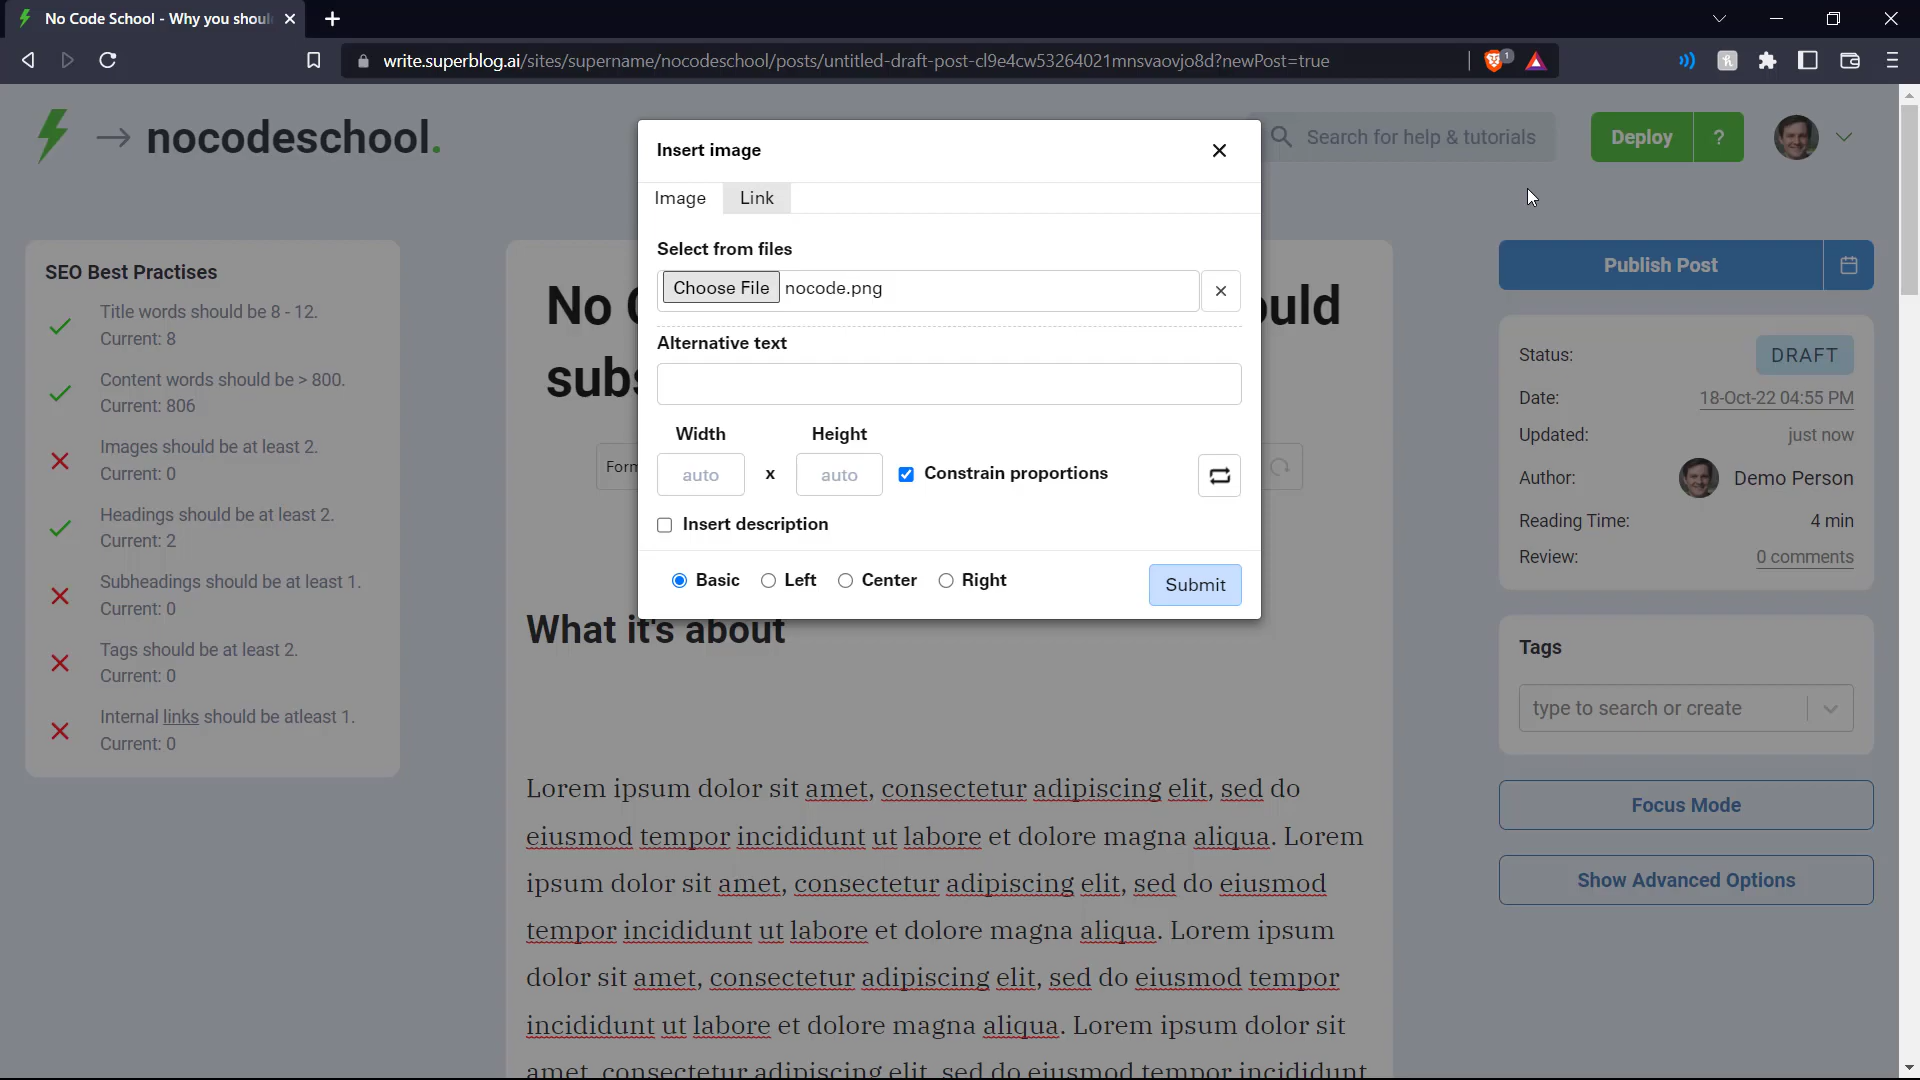 No Code School - Why you shoul
write.superblog.ai/sites/supername/nocodeschool/posts/untitled-draft-post-cl9e4cw53264021mnsvaovjo8d?newPost=true
1
nocodeschool.
Search for help & tutorials
Deploy
?
Insert image
Image
Link
Select from files
Choose File nocode.png
Alternative text
Width
Height
auto x auto
Constrain proportions
Insert description
Basic
Left
Center
Right
Submit
SEO Best Practises
Title words should be 8 - 12.
Current: 8
Content words should be > 800.
Current: 806
Images should be at least 2.
Current: 0
Headings should be at least 2.
Current: 2
Subheadings should be at least 1.
Current: 0
Tags should be at least 2.
Current: 0
Internal links should be atleast 1.
Current: 0
No
ould
subs
Form
What it's about
Lorem ipsum dolor sit amet, consectetur adipiscing elit, sed do
eiusmod tempor incididunt ut labore et dolore magna aliqua. Lorem
ipsum dolor sit amet, consectetur adipiscing elit, sed do eiusmod
tempor incididunt ut labore et dolore magna aliqua. Lorem ipsum
dolor sit amet, consectetur adipiscing elit, sed do eiusmod tempor
incididunt ut labore et dolore magna aliqua. Lorem ipsum dolor sit
amet, consectetur adipiscing elit, sed do eiusmod tempor incididunt
Publish Post
Status: DRAFT
Date: 18-Oct-22 04:55 PM
Updated: just now
Author: Demo Person
Reading Time: 4 min
Review: 0 comments
Tags
type to search or create
Focus Mode
Show Advanced Options